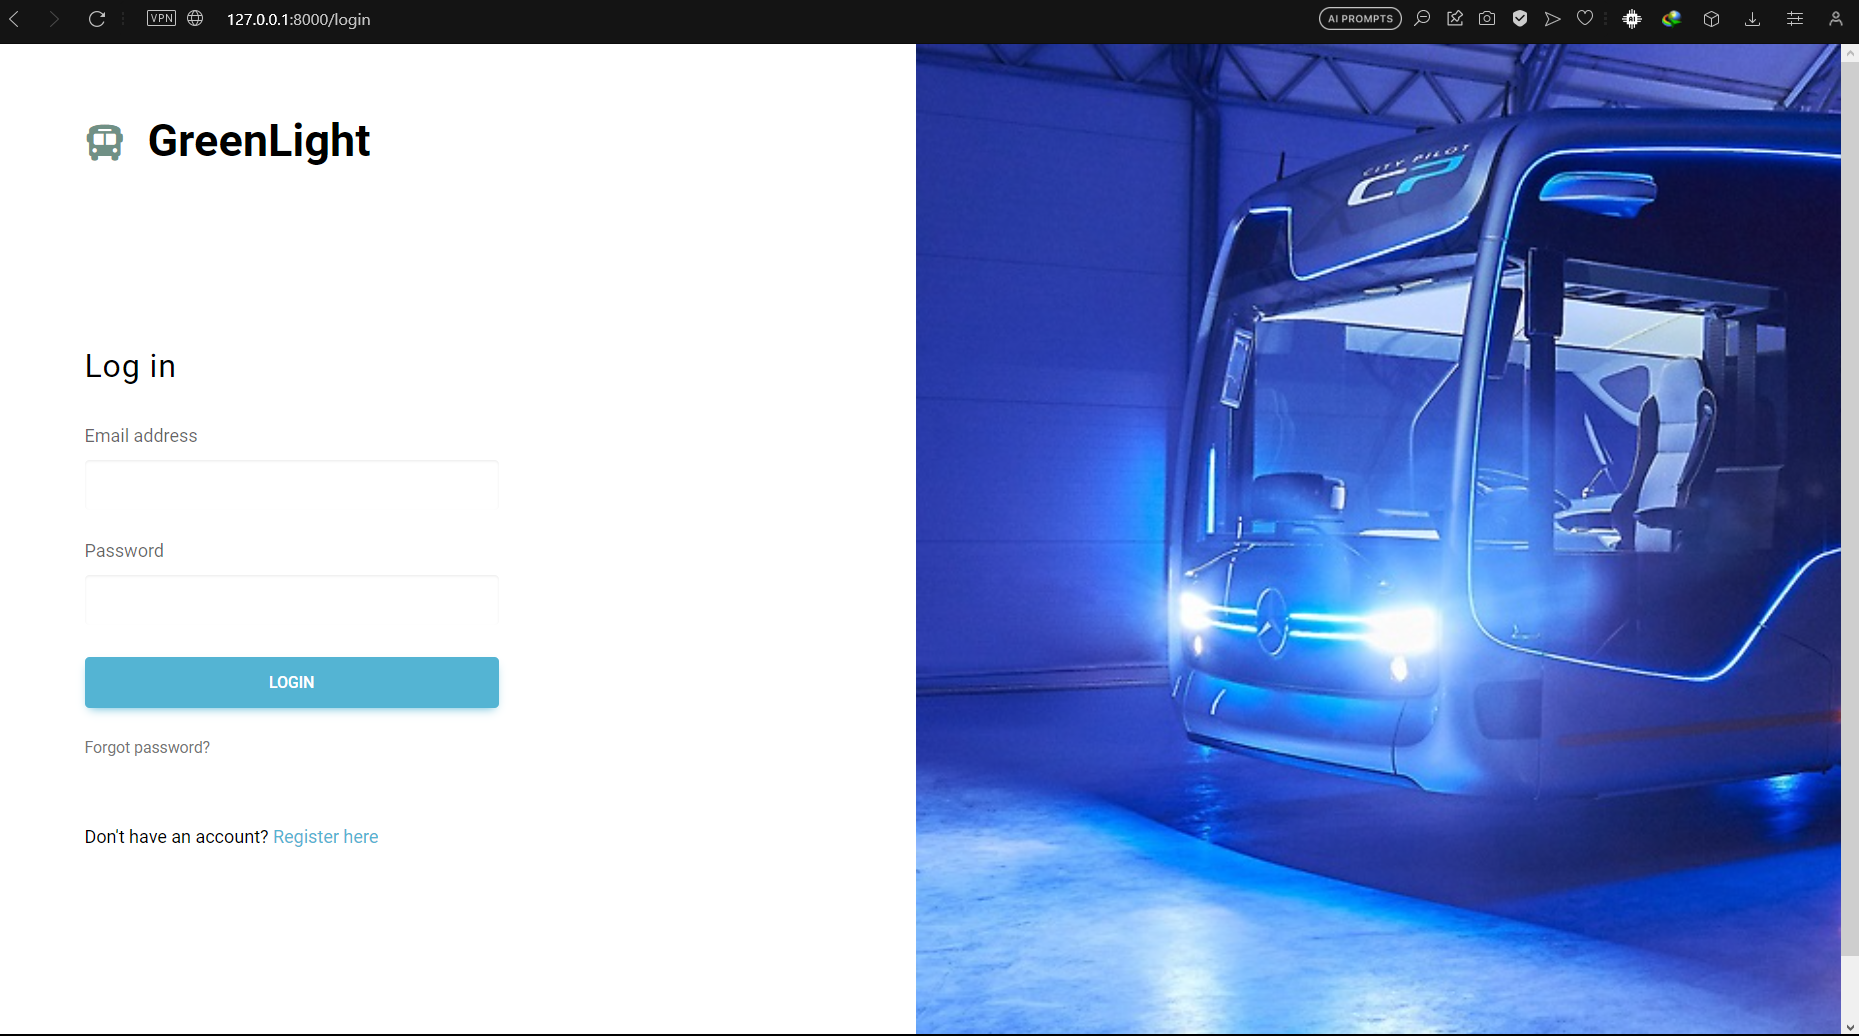 VPN
127.0.0.1:8000/login
AI PROMPTS
AI
GreenLight
CITY PILOT
CP
Log in
Email address
Password
LOGIN
Forgot password?
Don't have an account? Register here